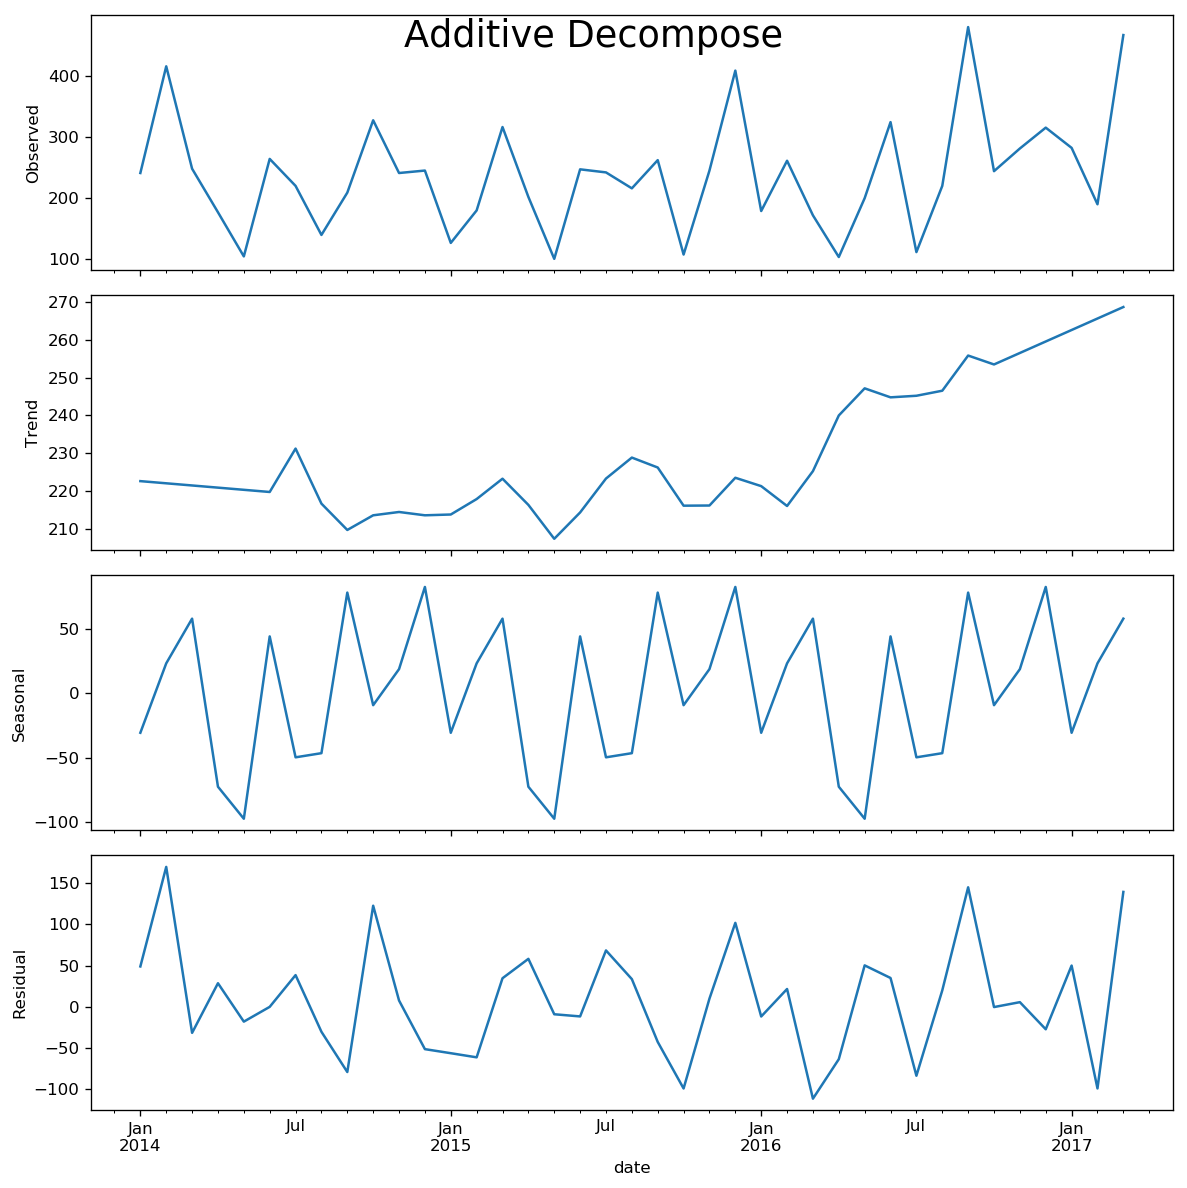 Additive Decompose
Observed
400
300
200
100
Trend
270
260
250
240
230
220
210
Seasonal
50
0
−50
−100
Residual
150
100
50
0
−50
−100
Jan Jul Jan Jul Jan Jul Jan
2014 2015 2016 2017
date